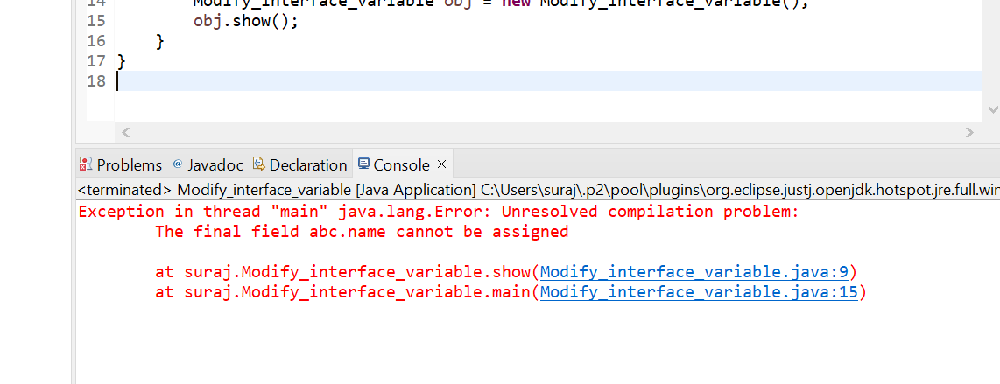 14 Modify_interface_variable obj = new Modify_interface_variable();
15 obj.show();
16 }
17 }
18
Problems @ Javadoc Declaration Console ×
<terminated> Modify_interface_variable [Java Application] C:\Users\suraj\.p2\pool\plugins\org.eclipse.justj.openjdk.hotspot.jre.full.win
Exception in thread "main" java.lang.Error: Unresolved compilation problem:
The final field abc.name cannot be assigned
at suraj.Modify_interface_variable.show(Modify_interface_variable.java:9)
at suraj.Modify_interface_variable.main(Modify_interface_variable.java:15)